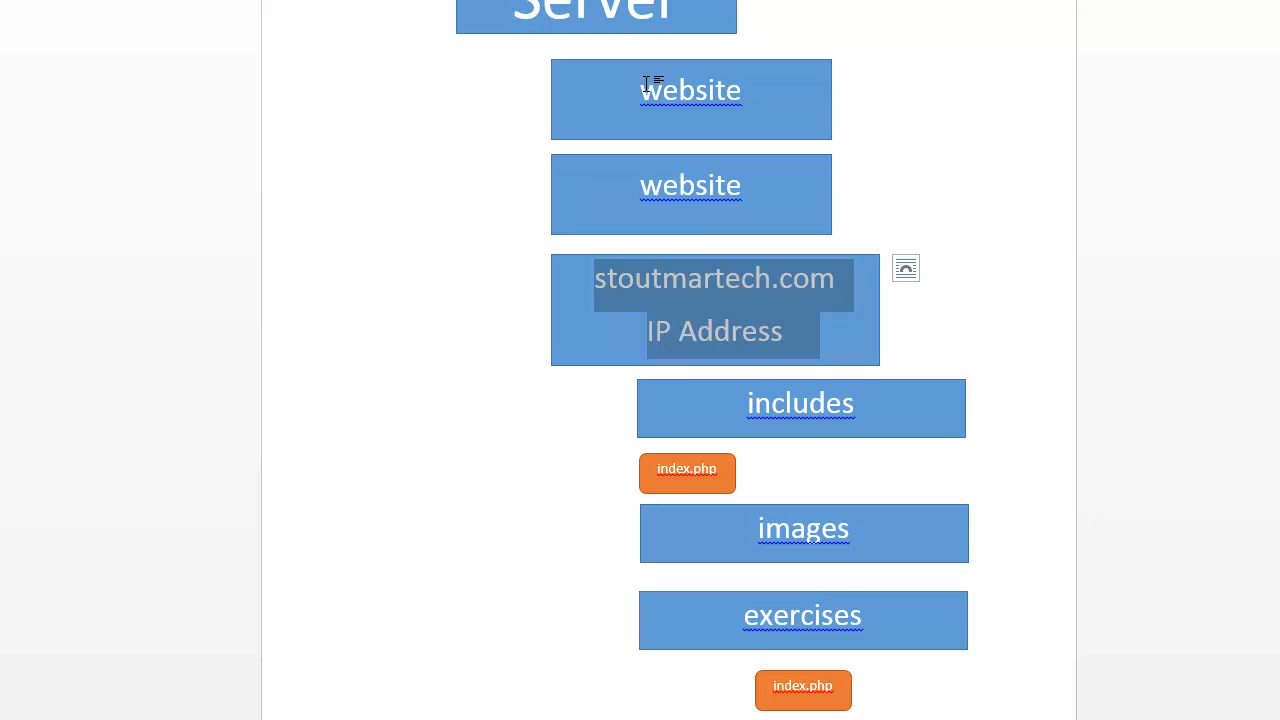 Server
website
website
stoutmartech.com
IP Address
includes
index.php
images
exercises
index.php